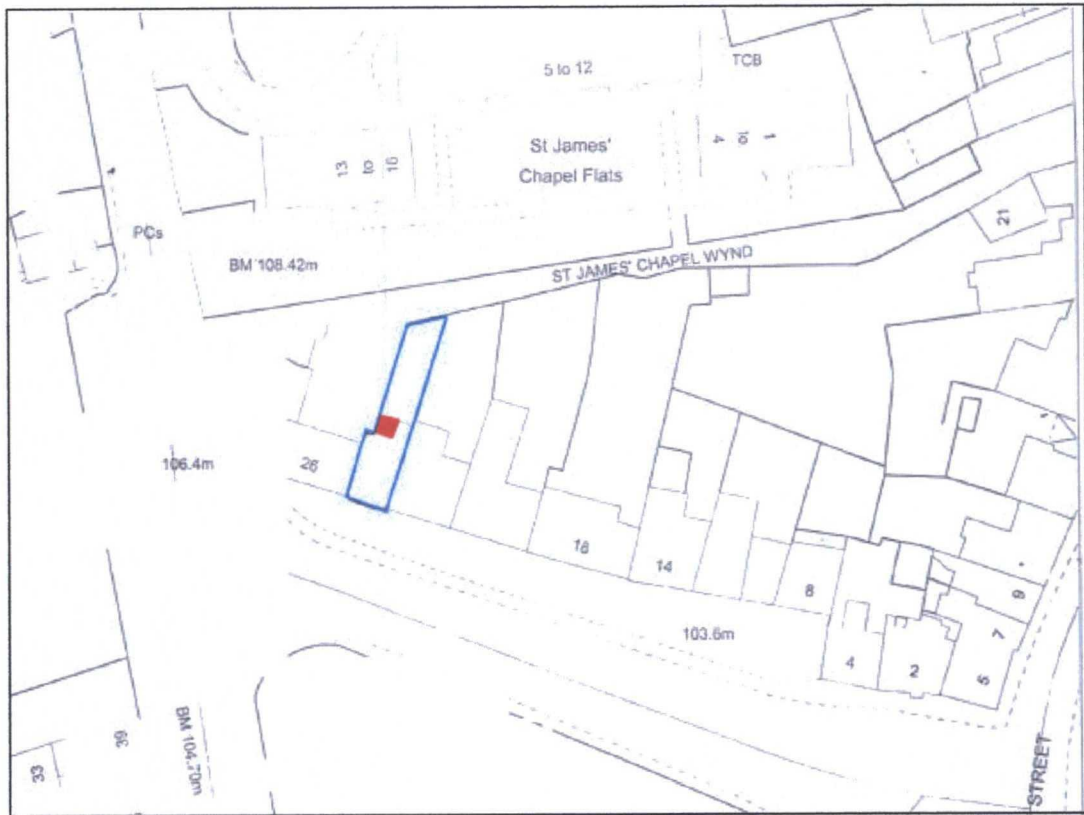 5 to 12
TCB
1
to
4
13
to
16
St James'
Chapel Flats
21
PCs
BM 108.42m
ST JAMES' CHAPEL WYND
106.4m
26
18
14
8
9
103.6m
7
4
2
5
39
33
BM 104.70m
STREET